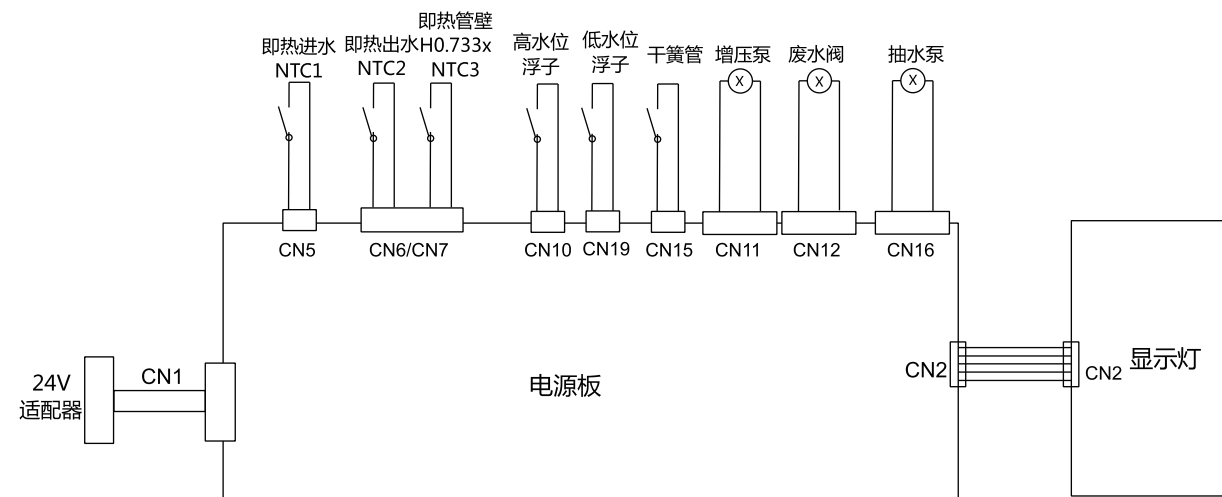 即热进水
NTC1
即热出水
NTC2
即热管壁
H0.733x
NTC3
高水位
浮子
低水位
浮子
干簧管
增压泵
废水阀
抽水泵
X
X
X
CN5
CN6/CN7
CN10
CN19
CN15
CN11
CN12
CN16
24V
适配器
CN1
电源板
CN2
CN2
显示灯